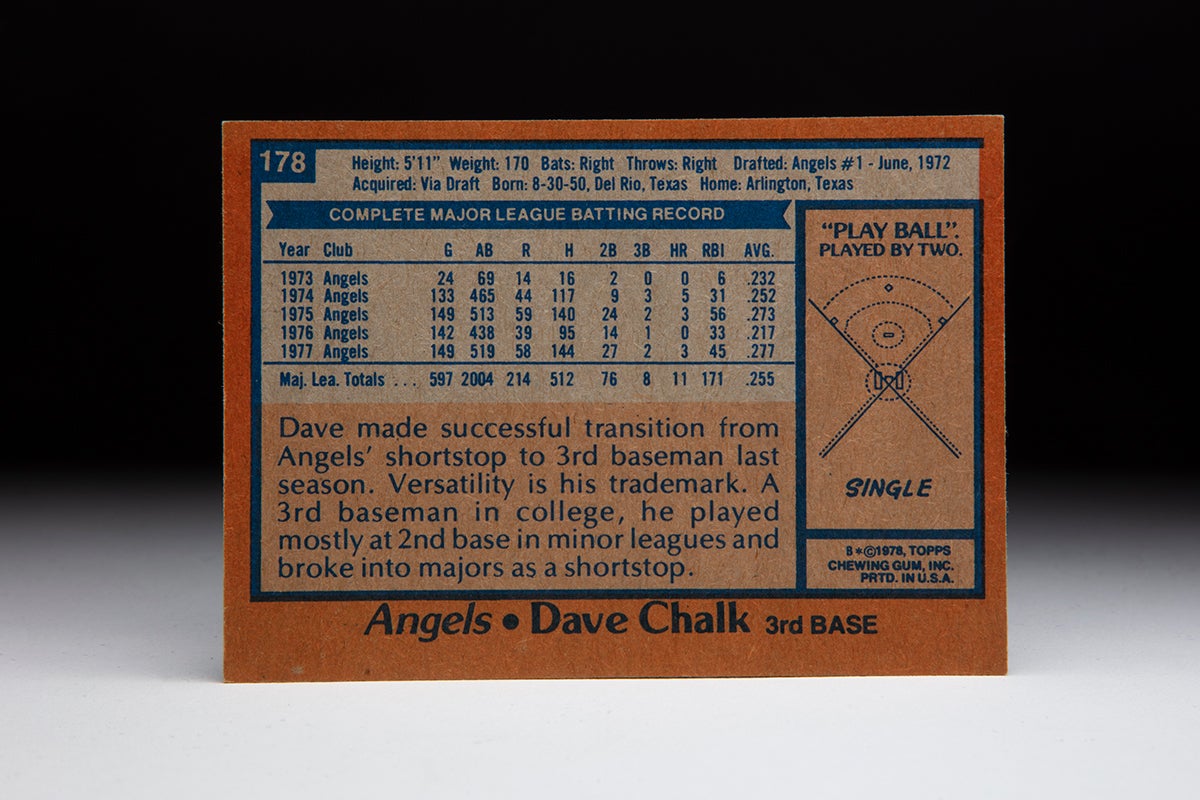 178
Height: 5'11" Weight: 170 Bats: Right Throws: Right Drafted: Angels #1 - June, 1972
Acquired: Via Draft Born: 8-30-50, Del Rio, Texas Home: Arlington, Texas
COMPLETE MAJOR LEAGUE BATTING RECORD
Year Club G AB R H 2B 3B HR RBI AVG.
1973 Angels 24 69 14 16 2 0 0 6 .232
1974 Angels 133 465 44 117 9 3 5 31 .252
1975 Angels 149 513 59 140 24 2 3 56 .273
1976 Angels 142 438 39 95 14 1 0 33 .217
1977 Angels 149 519 58 144 27 2 3 45 .277
Maj. Lea. Totals . . . 597 2004 214 512 76 8 11 171 .255
Dave made successful transition from
Angels' shortstop to 3rd baseman last
season. Versatility is his trademark. A
3rd baseman in college, he played
mostly at 2nd base in minor leagues and
broke into majors as a shortstop.
"PLAY BALL".
PLAYED BY TWO.
SINGLE
B*©1978, TOPPS
CHEWING GUM, INC.
PRTD. IN U.S.A.
Angels • Dave Chalk 3rd BASE